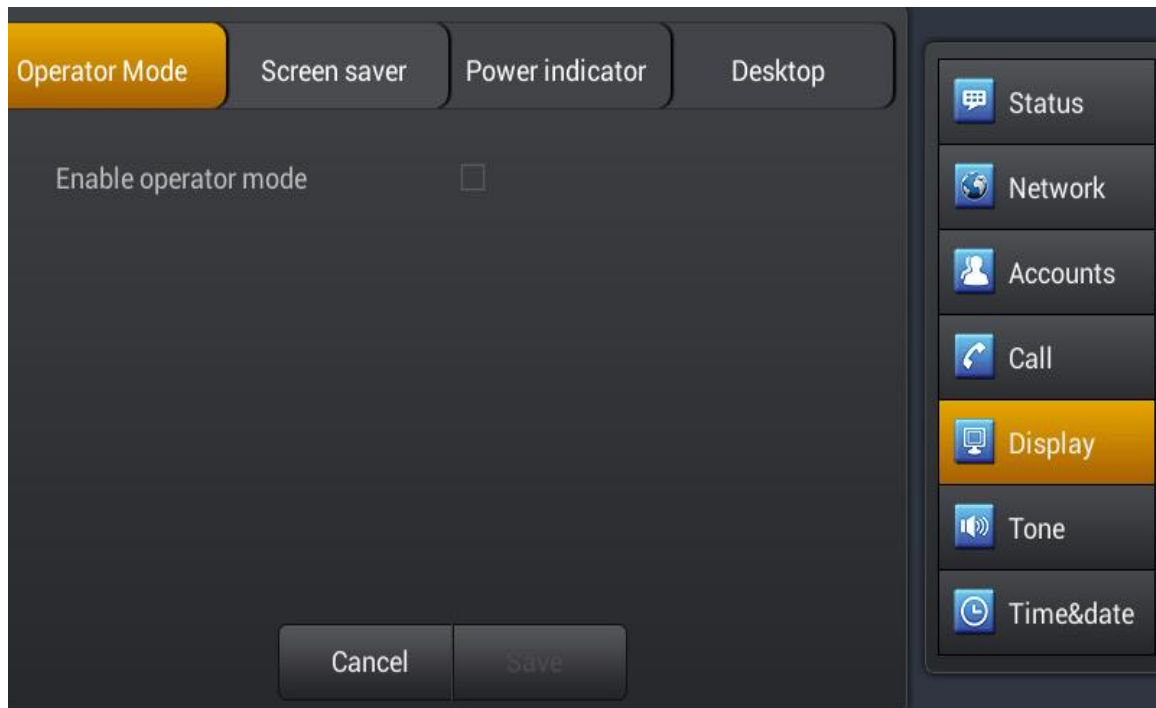 Operator Mode
Screen saver
Power indicator
Desktop
Enable operator mode
Cancel
Save
Status
Network
Accounts
Call
Display
Tone
Time&date